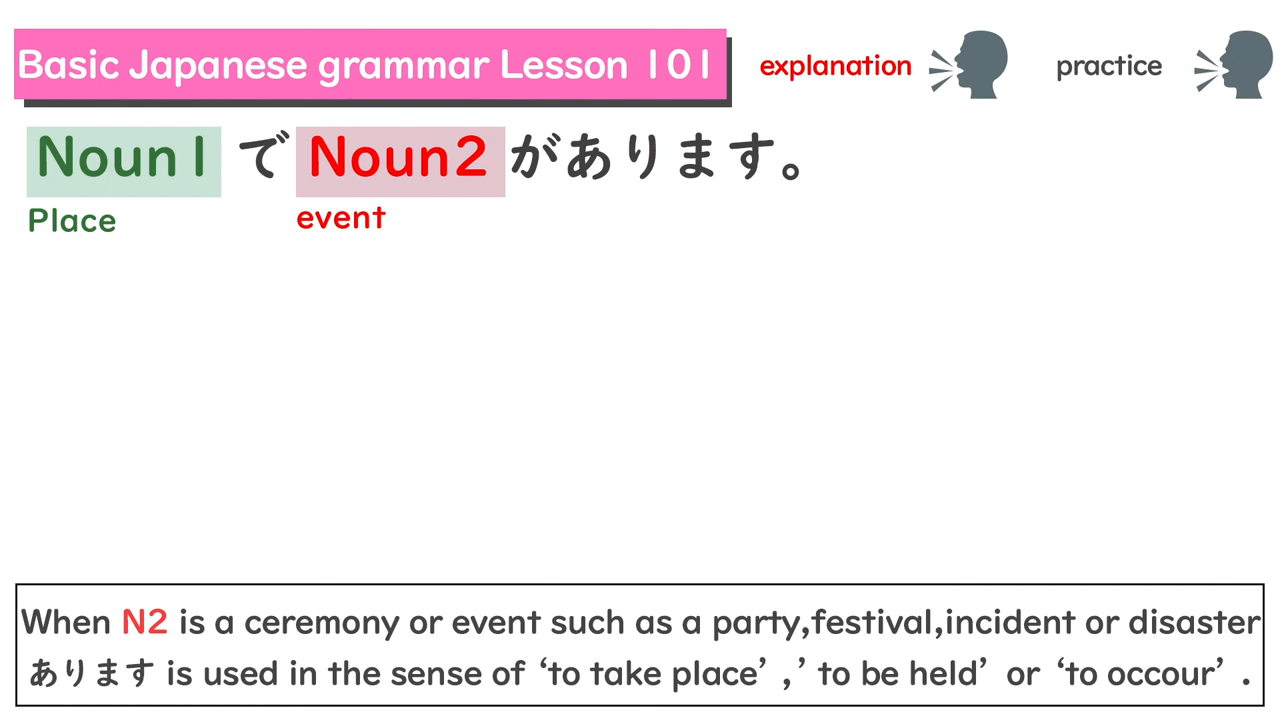 Basic Japanese grammar Lesson 101
explanation
practice
Noun1 で Noun2 があります。
Place
event
When N2 is a ceremony or event such as a party,festival,incident or disaster
あります is used in the sense of ‘to take place’ ,’ to be held’ or ‘to occour’ .